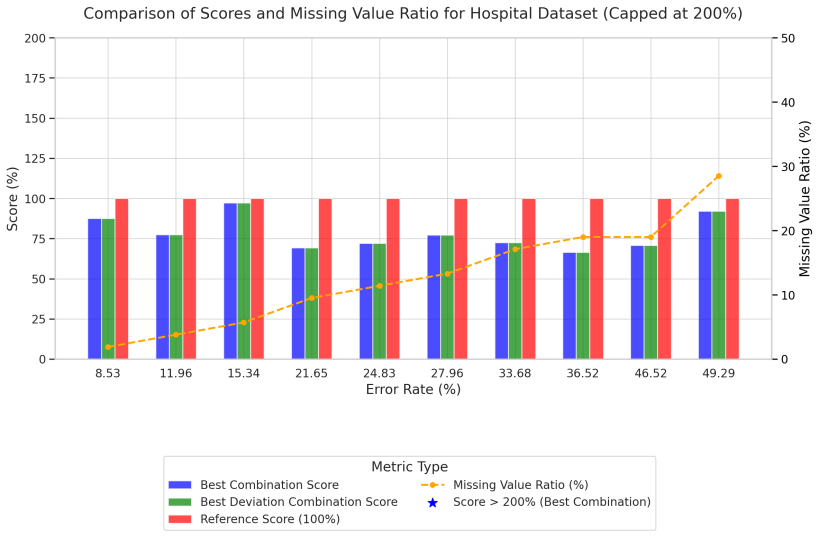 Comparison of Scores and Missing Value Ratio for Hospital Dataset (Capped at 200%)
200
175
150
125
100
75
50
25
0
Score (%)
50
40
30
20
10
0
Missing Value Ratio (%)
8.53 11.96 15.34 21.65 24.83 27.96 33.68 36.52 46.52 49.29
Error Rate (%)
Metric Type
Best Combination Score
Best Deviation Combination Score
Reference Score (100%)
Missing Value Ratio (%)
Score > 200% (Best Combination)